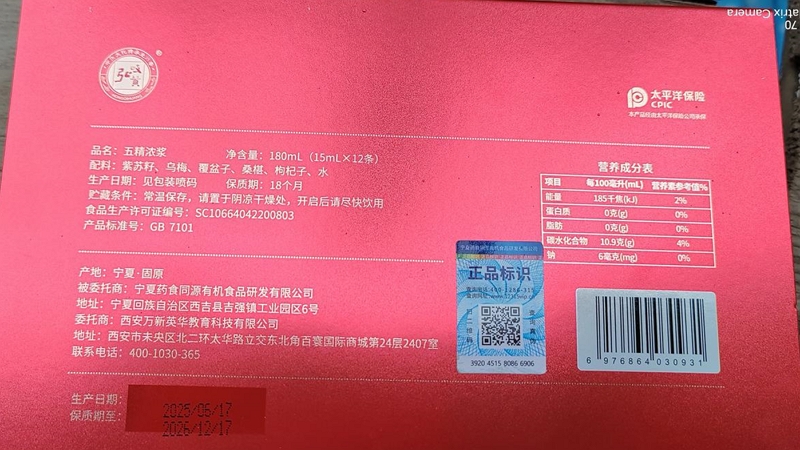 70
atrix Camera
弘
太平洋保险
CPIC
本产品经由太平洋保险公司承保
品名：五精浓浆 净含量：180mL（15mL×12条）
配料：紫苏籽、乌梅、覆盆子、桑椹、枸杞子、水
生产日期：见包装喷码 保质期：18个月
贮藏条件：常温保存，请置于阴凉干燥处，开启后请尽快饮用
食品生产许可证编号：SC10664042200803
产品标准号：GB 7101
营养成分表
项目 每100毫升(mL) 营养素参考值%
能量 185千焦(kJ) 2%
蛋白质 0克(g) 0%
脂肪 0克(g) 0%
碳水化合物 10.9克(g) 4%
钠 6毫克(mg) 0%
产地：宁夏·固原
被委托商：宁夏药食同源有机食品研发有限公司
地址：宁夏回族自治区西吉县吉强镇工业园区6号
委托商：西安万新英华教育科技有限公司
地址：西安市未央区北二环太华路立交东北角百寰国际商城第24层2407室
联系电话：400-1030-365
正品标识
3920 4515 8086 6906
6 976864 030931
生产日期：
保质期至：
2025/06/17
2026/12/17